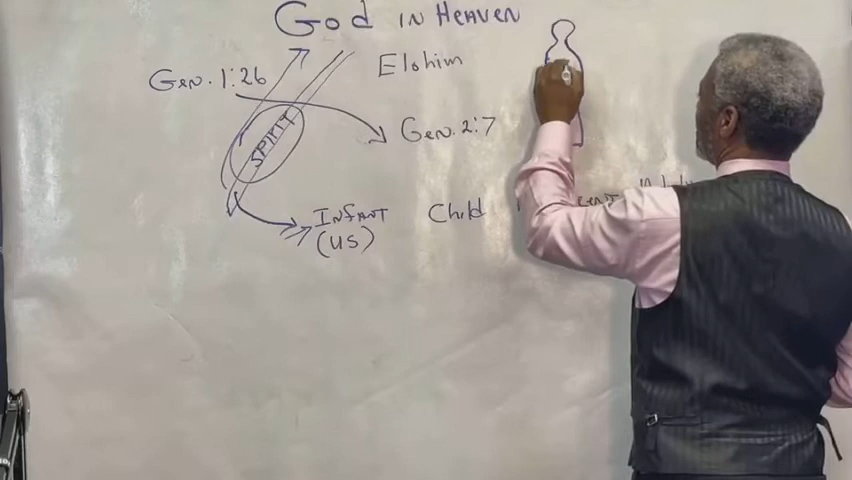 God in Heaven
Gen. 1:26
Elohim
SPIRIT
Gen. 2:7
Infant Child
(US)